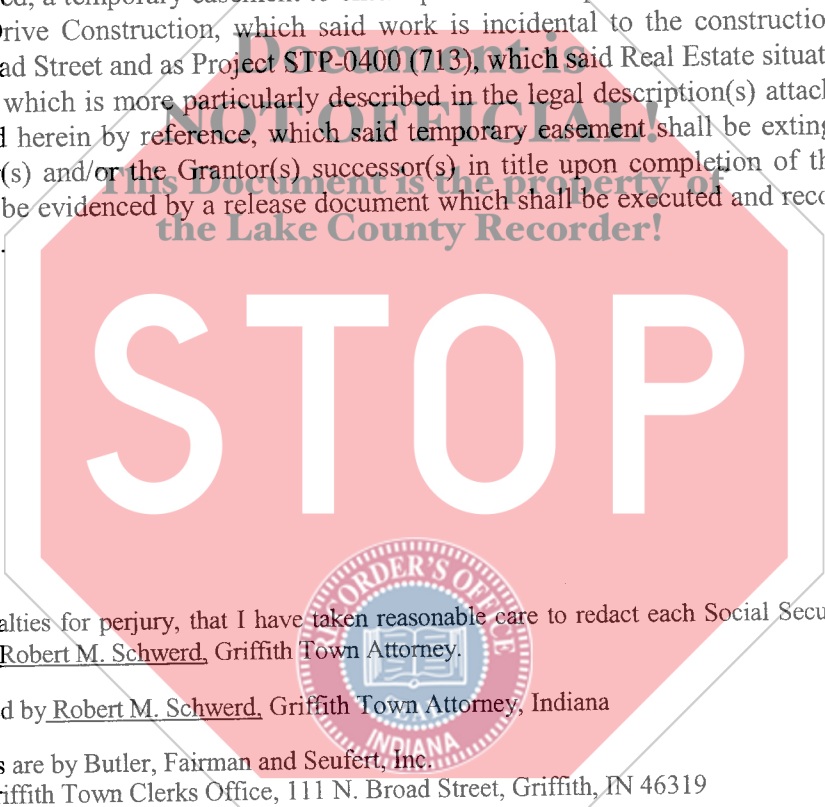 a temporary easement
Drive Construction, which said work is incidental to the constructio
ad Street and as Project STP-0400 (713), which said Real Estate situat
which is more particularly described in the legal description(s) attac
d herein by reference, which said temporary easement shall be exting
(s) and/or the Grantor(s) successor(s) in title upon completion of th
be evidenced by a release document which shall be executed and reco
.
Document is
NOT OFFICIAL!
This Document is the property of
the Lake County Recorder!
STOP
RECORDER'S OFFICE
SEAL
INDIANA
alties for perjury, that I have taken reasonable care to redact each Social Secu
Robert M. Schwerd, Griffith Town Attorney.
d by Robert M. Schwerd, Griffith Town Attorney, Indiana
s are by Butler, Fairman and Seufert, Inc.
iffith Town Clerks Office, 111 N. Broad Street, Griffith, IN 46319